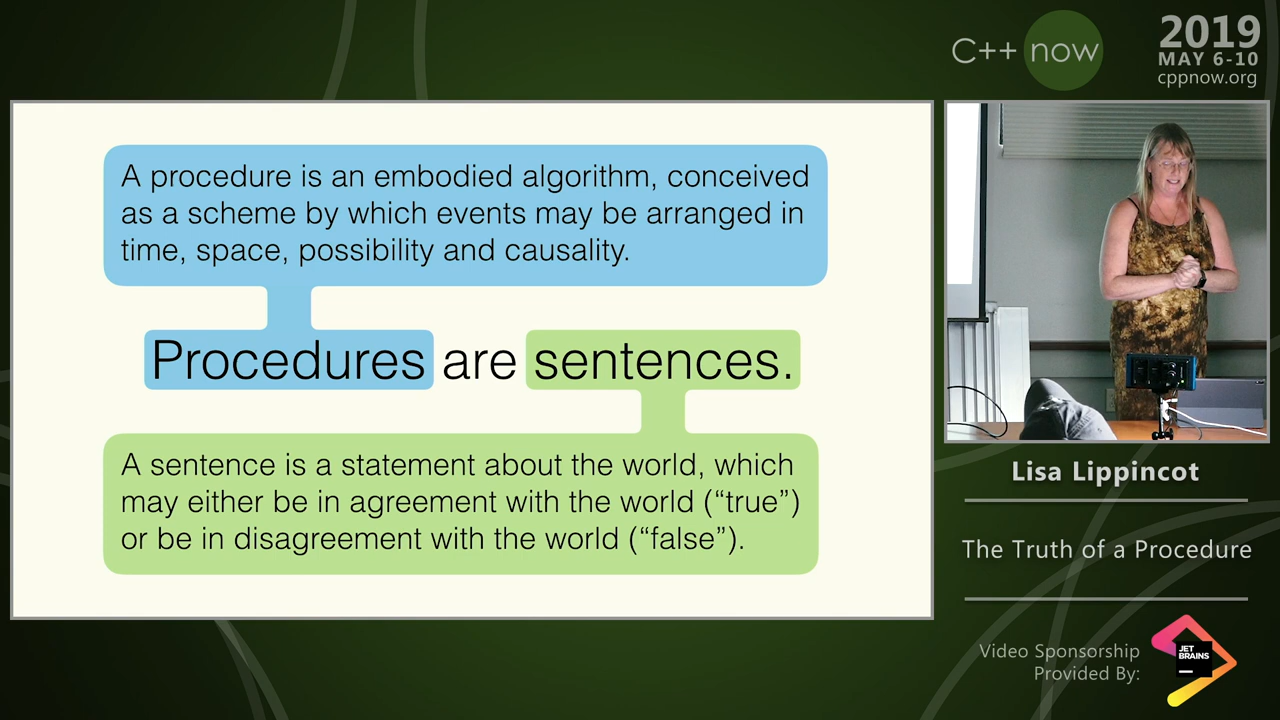 C++ now
2019
MAY 6-10
cppnow.org
A procedure is an embodied algorithm, conceived
as a scheme by which events may be arranged in
time, space, possibility and causality.
Procedures are sentences.
A sentence is a statement about the world, which
may either be in agreement with the world (“true”)
or be in disagreement with the world (“false”).
Lisa Lippincot
The Truth of a Procedure
Video Sponsorship
Provided By:
JET
BRAINS